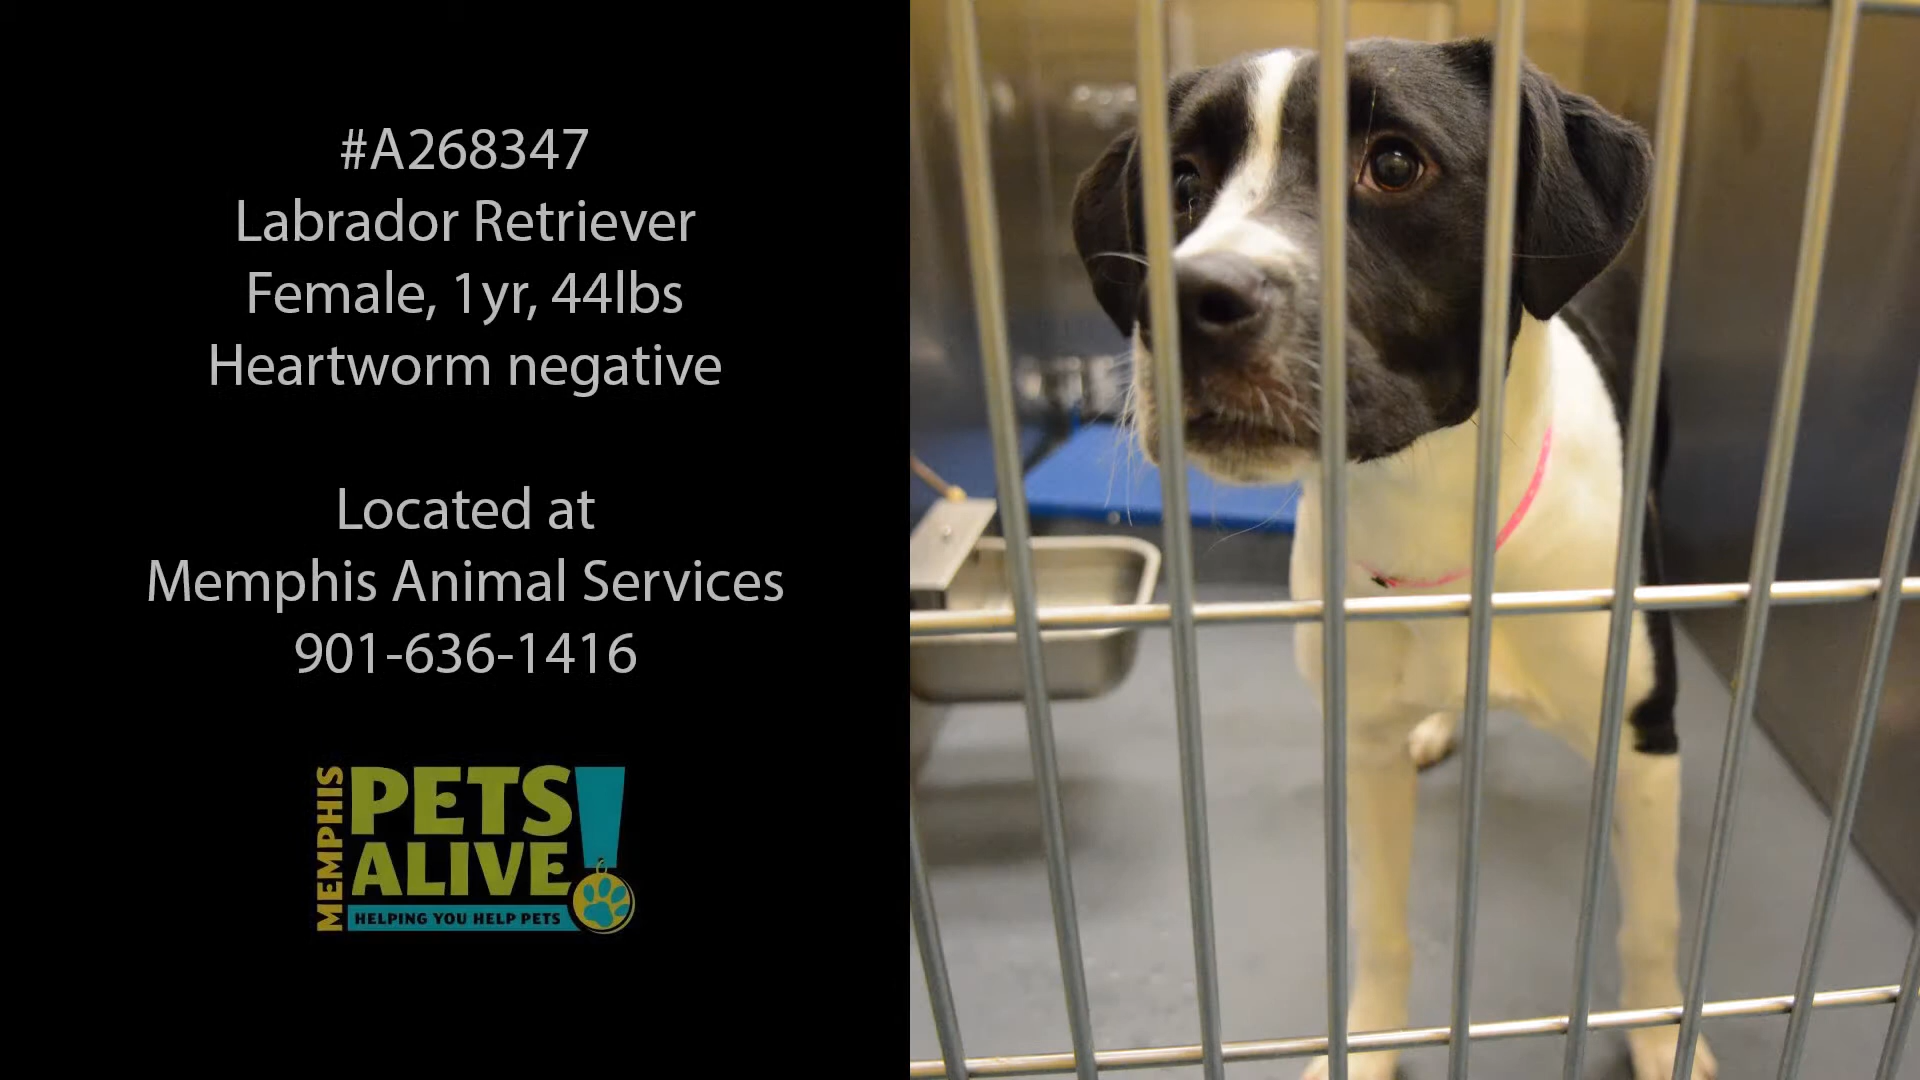 #A268347
Labrador Retriever
Female, 1yr, 44lbs
Heartworm negative
Located at
Memphis Animal Services
901-636-1416
MEMPHIS
PETS
ALIVE!
HELPING YOU HELP PETS